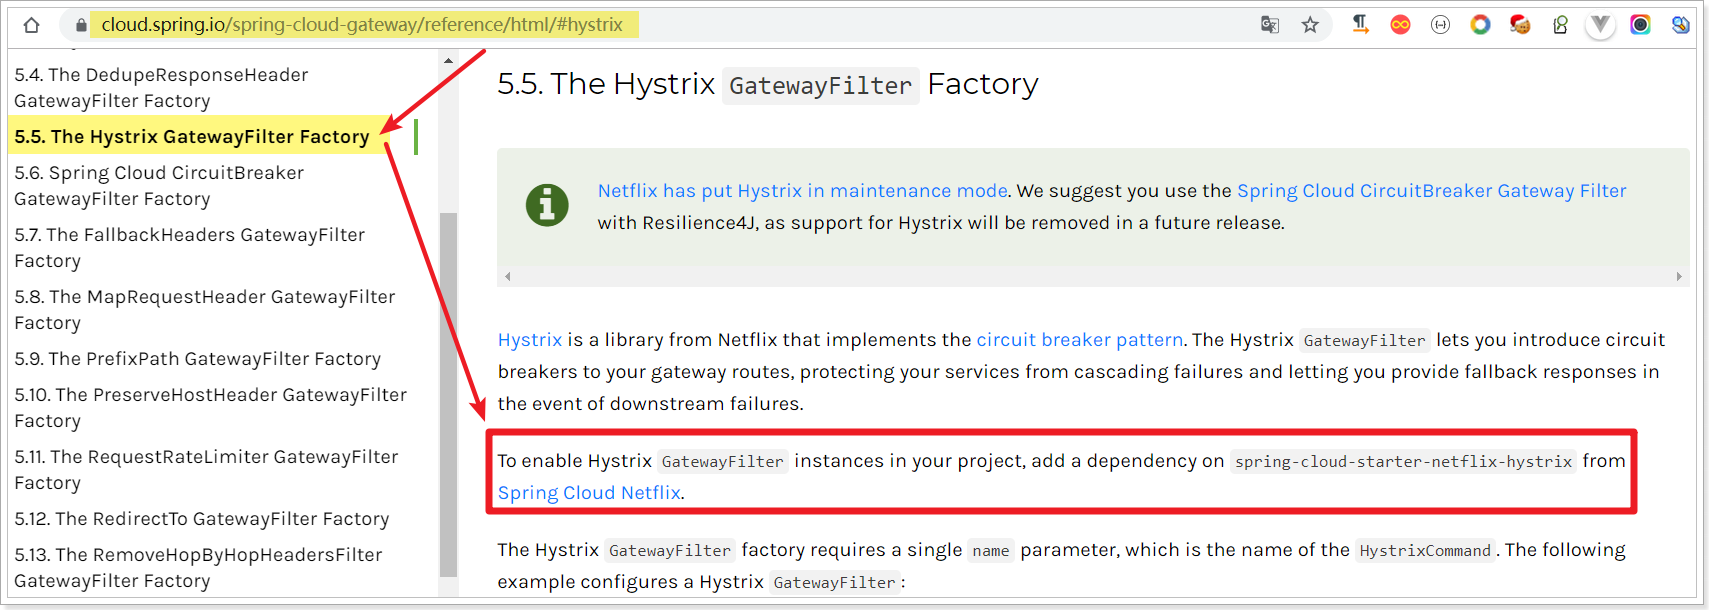 cloud.spring.io/spring-cloud-gateway/reference/html/#hystrix
5.4. The DedupeResponseHeader
GatewayFilter Factory
5.5. The Hystrix GatewayFilter Factory
5.6. Spring Cloud CircuitBreaker
GatewayFilter Factory
5.7. The FallbackHeaders GatewayFilter
Factory
5.8. The MapRequestHeader GatewayFilter
Factory
5.9. The PrefixPath GatewayFilter Factory
5.10. The PreserveHostHeader GatewayFilter
Factory
5.11. The RequestRateLimiter GatewayFilter
Factory
5.12. The RedirectTo GatewayFilter Factory
5.13. The RemoveHopByHopHeadersFilter
GatewayFilter Factory
5.5. The Hystrix GatewayFilter Factory
Netflix has put Hystrix in maintenance mode. We suggest you use the Spring Cloud CircuitBreaker Gateway Filter
with Resilience4J, as support for Hystrix will be removed in a future release.
Hystrix is a library from Netflix that implements the circuit breaker pattern. The Hystrix GatewayFilter lets you introduce circuit
breakers to your gateway routes, protecting your services from cascading failures and letting you provide fallback responses in
the event of downstream failures.
To enable Hystrix GatewayFilter instances in your project, add a dependency on spring-cloud-starter-netflix-hystrix from
Spring Cloud Netflix.
The Hystrix GatewayFilter factory requires a single name parameter, which is the name of the HystrixCommand. The following
example configures a Hystrix GatewayFilter: